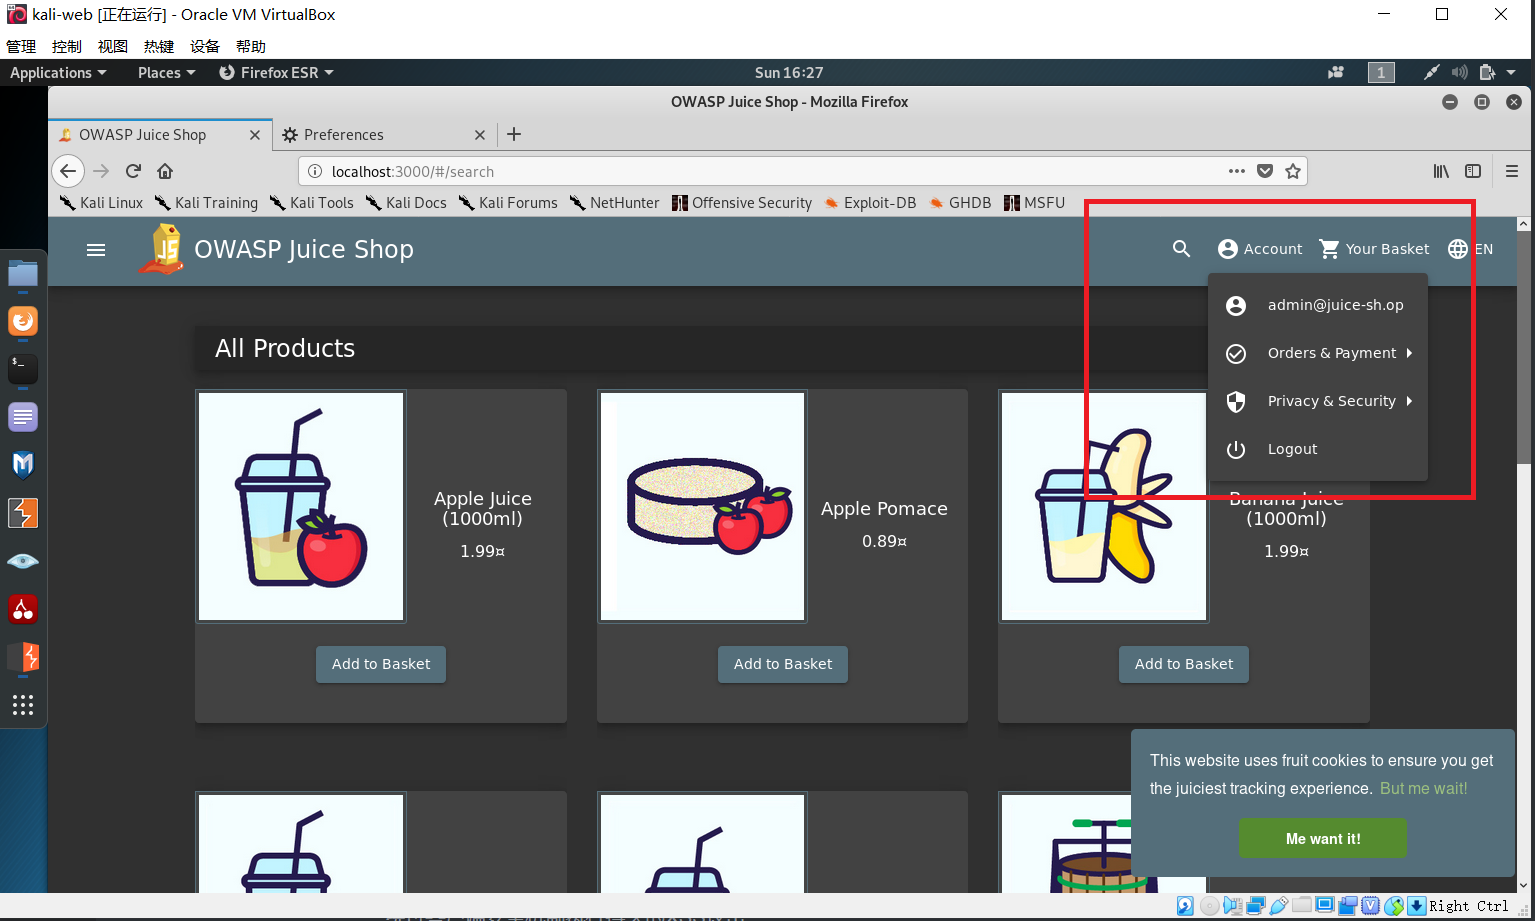 kali-web [正在运行] - Oracle VM VirtualBox
管理 控制 视图 热键 设备 帮助
Applications Places Firefox ESR Sun 16:27 1
OWASP Juice Shop - Mozilla Firefox
OWASP Juice Shop Preferences
localhost:3000/#/search
Kali Linux Kali Training Kali Tools Kali Docs Kali Forums NetHunter Offensive Security Exploit-DB GHDB MSFU
JS OWASP Juice Shop Account Your Basket EN
admin@juice-sh.op
Orders & Payment
Privacy & Security
Logout
All Products
Apple Juice
(1000ml)
1.99¤
Add to Basket
Apple Pomace
0.89¤
Add to Basket
Banana Juice
(1000ml)
1.99¤
Add to Basket
This website uses fruit cookies to ensure you get
the juiciest tracking experience. But me wait!
Me want it!
Right Ctrl